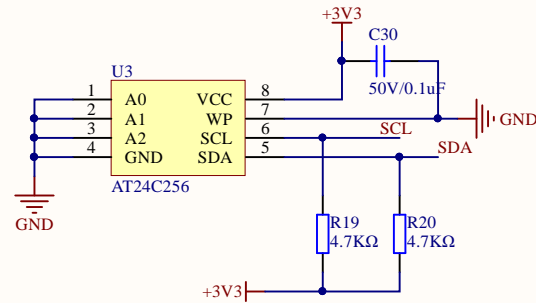 +3V3
C30
50V/0.1uF
U3
1 A0 VCC 8
2 A1 WP 7
3 A2 SCL 6
4 GND SDA 5
AT24C256
GND
SCL
SDA
GND
R19
4.7KΩ
R20
4.7KΩ
+3V3